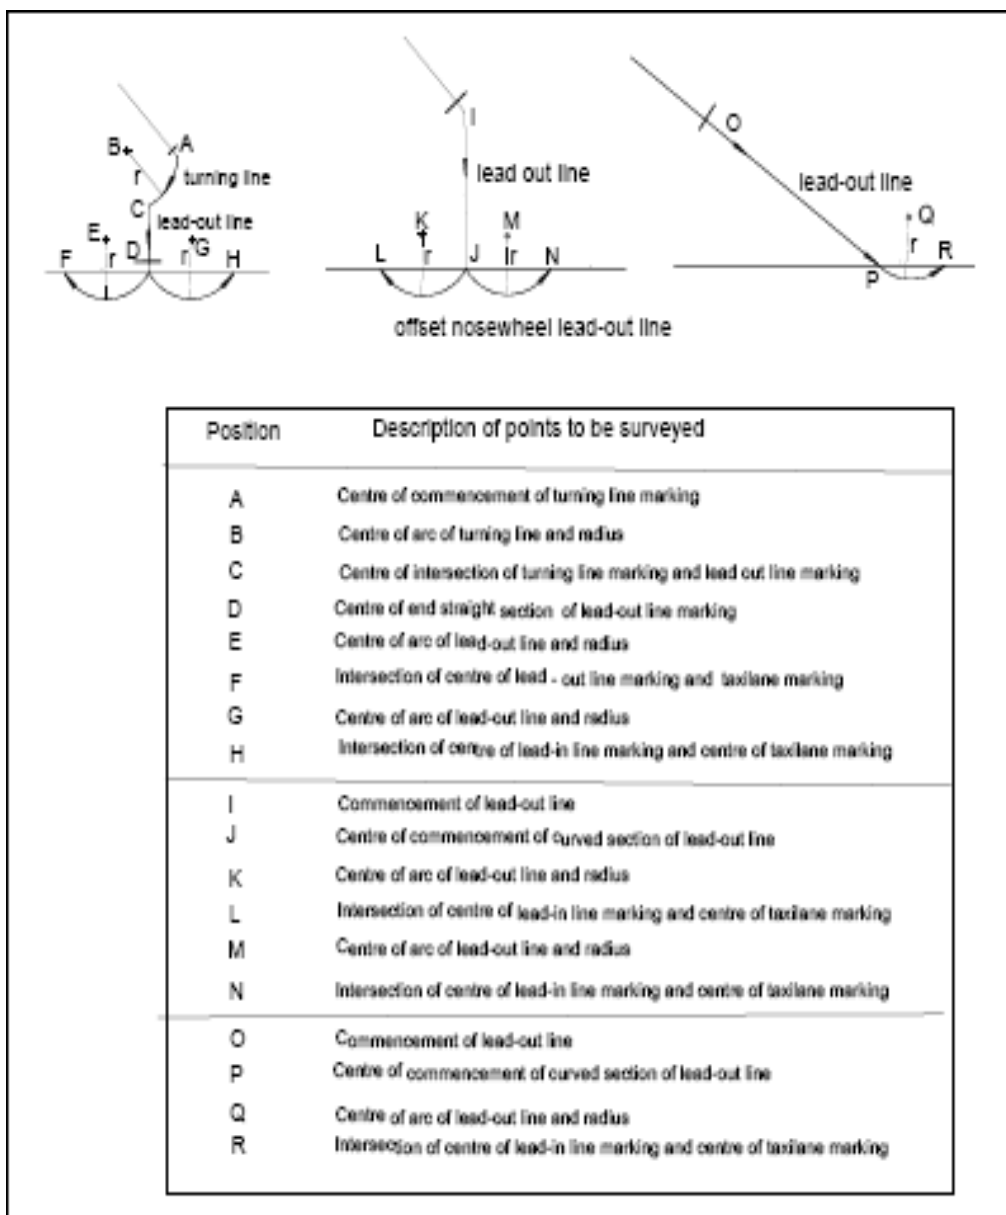 A
B
r
turning line
C
lead-out line
E
D
G
F
r
r
H
I
lead out line
K
M
L
r
J
r
N
O
lead-out line
Q
r
R
P
offset nosewheel lead-out line
Position Description of points to be surveyed
A Centre of commencement of turning line marking
B Centre of arc of turning line and radius
C Centre of intersection of turning line marking and lead out line marking
D Centre of end straight section of lead-out line marking
E Centre of arc of lead-out line and radius
F Intersection of centre of lead - out line marking and taxilane marking
G Centre of arc of lead-out line and radius
H Intersection of centre of lead-in line marking and centre of taxilane marking
I Commencement of lead-out line
J Centre of commencement of curved section of lead-out line
K Centre of arc of lead-out line and radius
L Intersection of centre of lead-in line marking and centre of taxilane marking
M Centre of arc of lead-out line and radius
N Intersection of centre of lead-in line marking and centre of taxilane marking
O Commencement of lead-out line
P Centre of commencement of curved section of lead-out line
Q Centre of arc of lead-out line and radius
R Intersection of centre of lead-in line marking and centre of taxilane marking